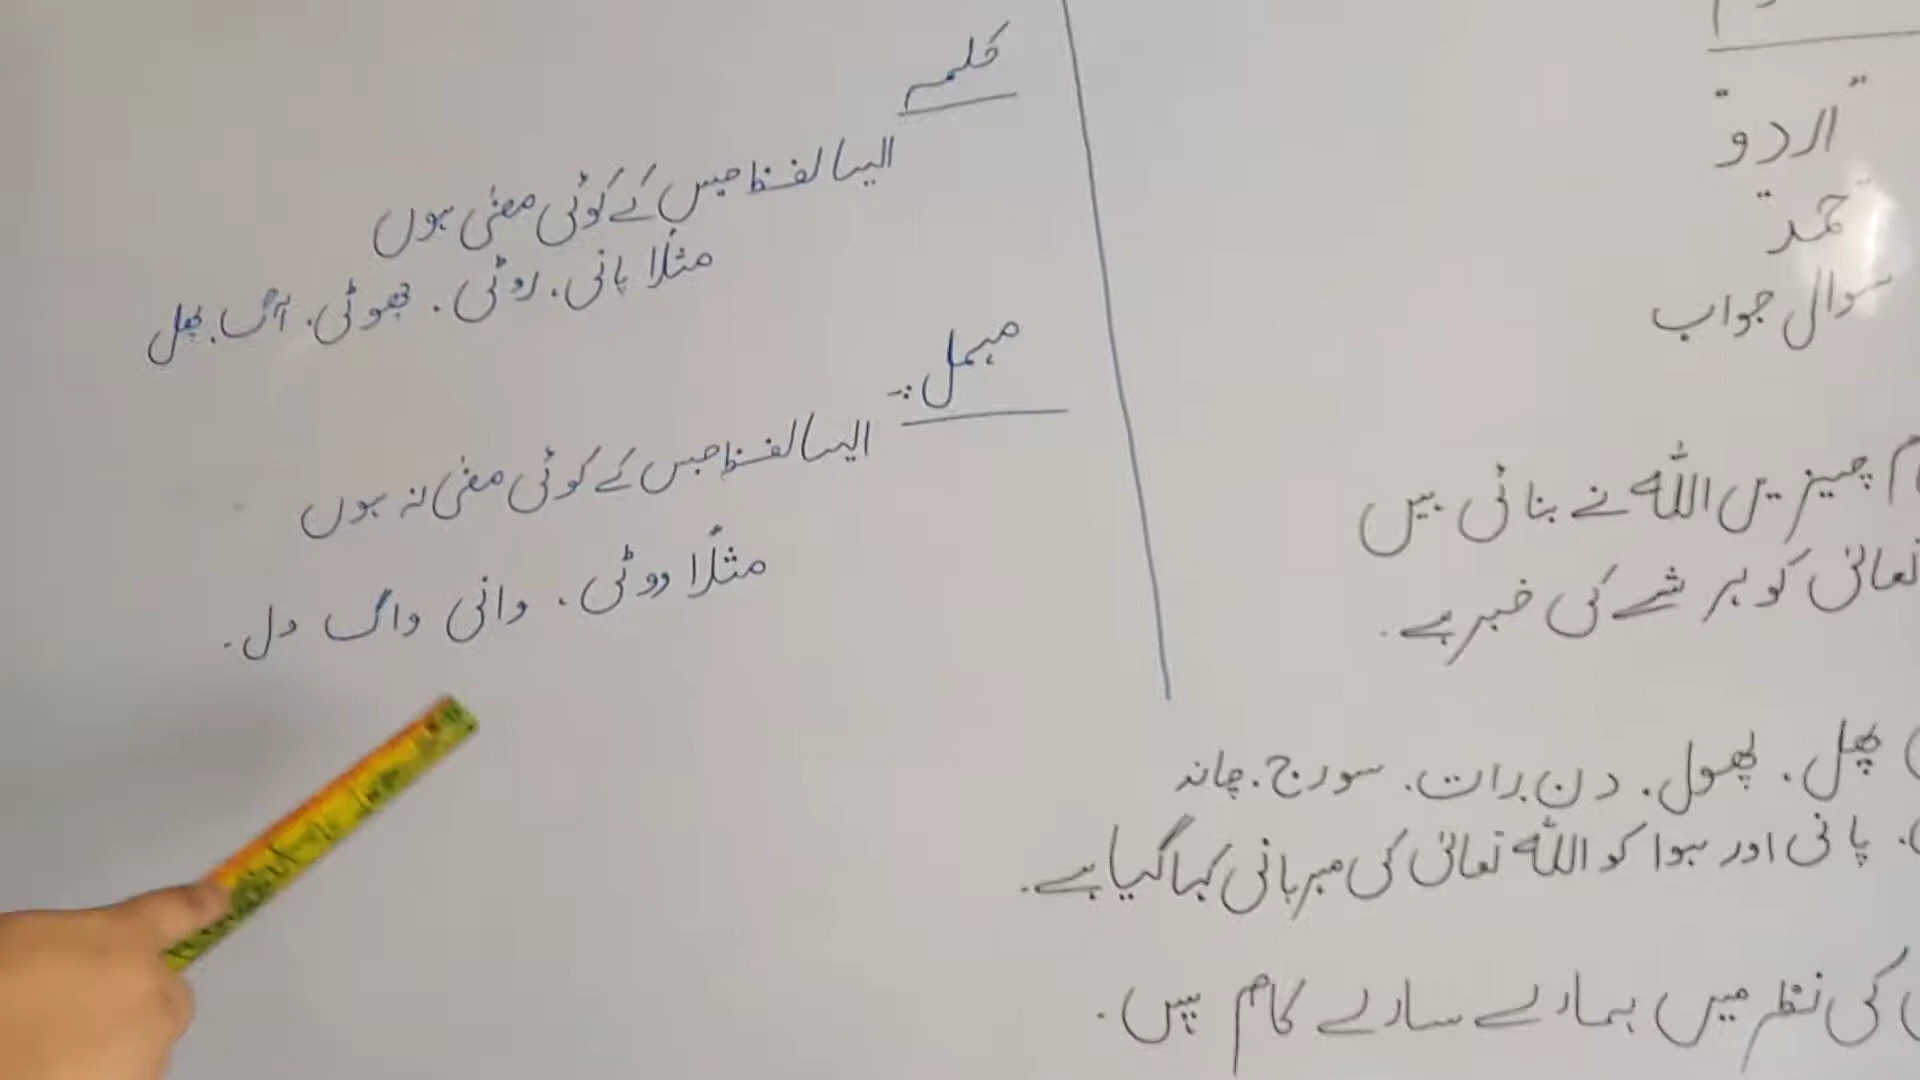 "اردو"
"حمد"
سوال جواب
چیزیں اللہ نے بنائی ہیں
تعالیٰ کو ہر شے کی خبر ہے.
پھل. پھول. دن. رات. سورج. چاند
. پانی اور ہوا کو اللہ تعالیٰ کی مہربانی کہا گیا ہے.
کی نظر میں ہمارے سارے کام ہیں.
کلمہ
ایسا لفظ جس کے کوئی معنی ہوں
مثلاً پانی. روٹی. چھوٹی. آگ. پھل
مہمل :-
ایسا لفظ جس کے کوئی معنی نہ ہوں
مثلاً ووٹی. وانی واگ ول.